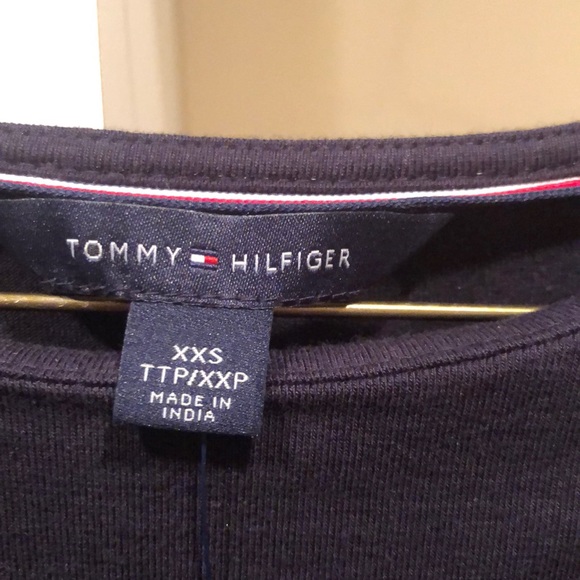 TOMMY HILFIGER
XXS
TTP/XXP
MADE IN
INDIA